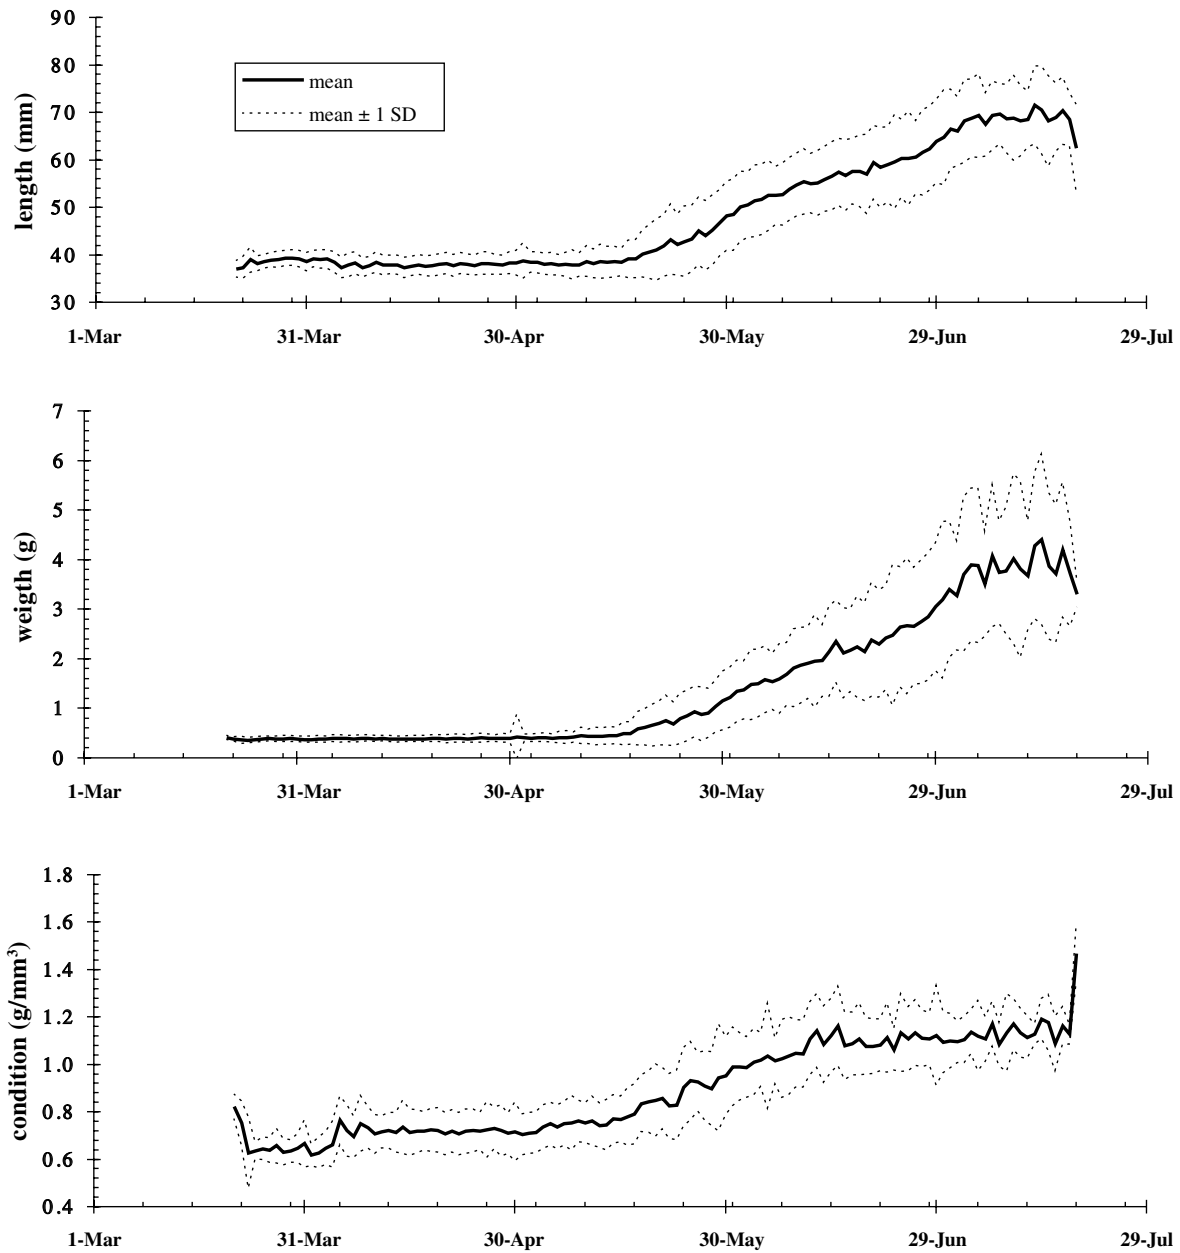 90
80
70
60
50
40
30
length (mm)
mean
mean ± 1 SD
1-Mar 31-Mar 30-Apr 30-May 29-Jun 29-Jul
7
6
5
4
3
2
1
0
weigth (g)
1-Mar 31-Mar 30-Apr 30-May 29-Jun 29-Jul
1.8
1.6
1.4
1.2
1.0
0.8
0.6
0.4
condition (g/mm³)
1-Mar 31-Mar 30-Apr 30-May 29-Jun 29-Jul